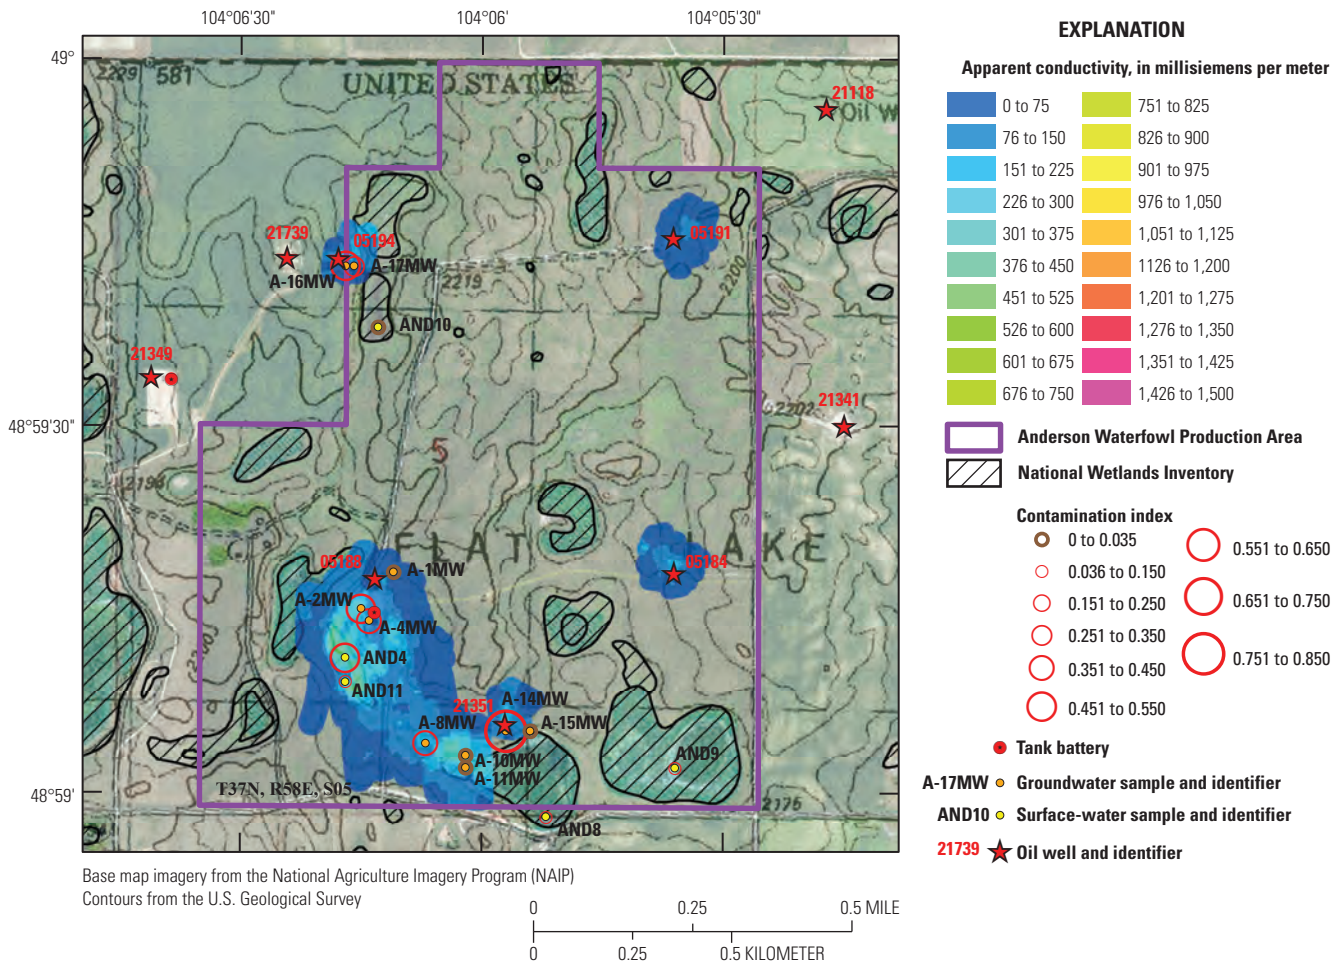 104°06'30"
104°06'
104°05'30"
49°
48°59'30"
48°59'
2229
581
UNITED STATES
21118
Oil W
21739
05194
A-17MW
A-16MW
2219
05191
2200
AND10
21349
21341
2202
5
2196
FLAT LAKE
05188
A-1MW
05184
A-2MW
A-4MW
AND4
AND11
2200
A-14MW
21351
A-8MW
A-15MW
A-10MW
A-11MW
AND9
T37N, R58E, S05
2175
AND8
Base map imagery from the National Agriculture Imagery Program (NAIP)
Contours from the U.S. Geological Survey
0 0.25 0.5 MILE
0 0.25 0.5 KILOMETER
EXPLANATION
Apparent conductivity, in millisiemens per meter
0 to 75
76 to 150
151 to 225
226 to 300
301 to 375
376 to 450
451 to 525
526 to 600
601 to 675
676 to 750
751 to 825
826 to 900
901 to 975
976 to 1,050
1,051 to 1,125
1126 to 1,200
1,201 to 1,275
1,276 to 1,350
1,351 to 1,425
1,426 to 1,500
Anderson Waterfowl Production Area
National Wetlands Inventory
Contamination index
0 to 0.035
0.036 to 0.150
0.151 to 0.250
0.251 to 0.350
0.351 to 0.450
0.451 to 0.550
0.551 to 0.650
0.651 to 0.750
0.751 to 0.850
Tank battery
A-17MW Groundwater sample and identifier
AND10 Surface-water sample and identifier
21739 Oil well and identifier